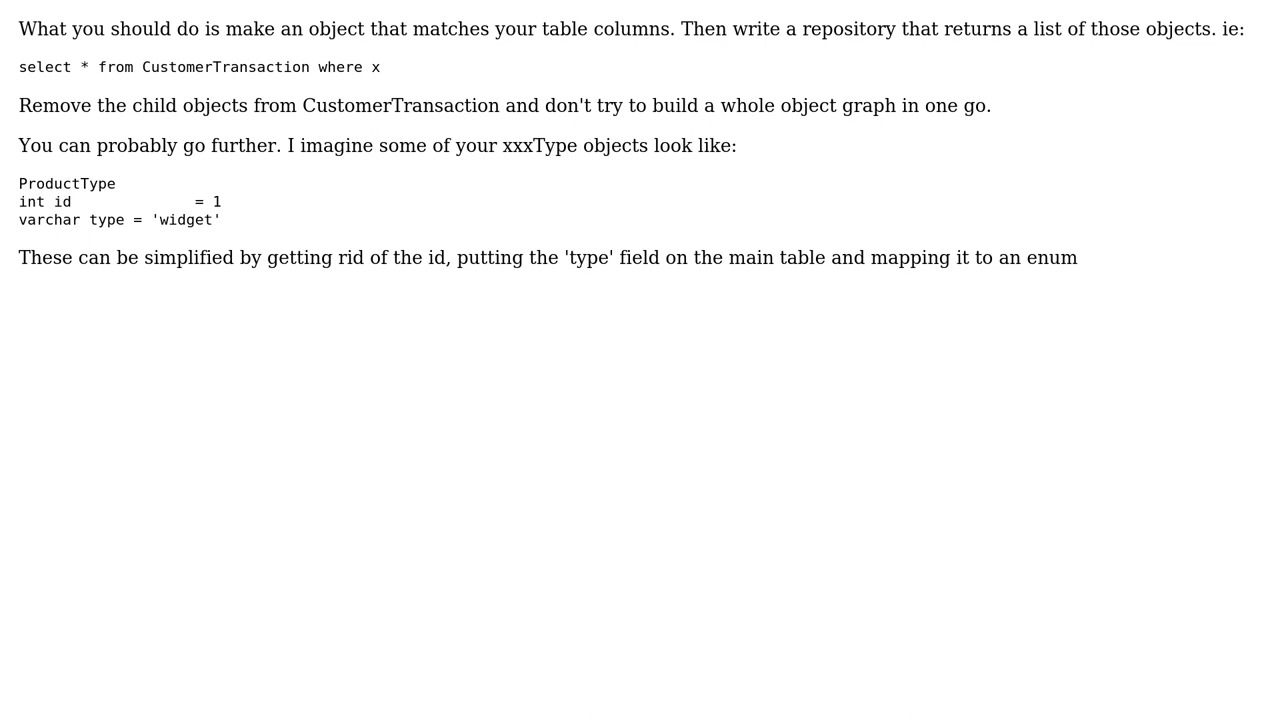 What you should do is make an object that matches your table columns. Then write a repository that returns a list of those objects. ie:
select * from CustomerTransaction where x
Remove the child objects from CustomerTransaction and don't try to build a whole object graph in one go.
You can probably go further. I imagine some of your xxxType objects look like:
ProductType
int id              = 1
varchar type = 'widget'
These can be simplified by getting rid of the id, putting the 'type' field on the main table and mapping it to an enum